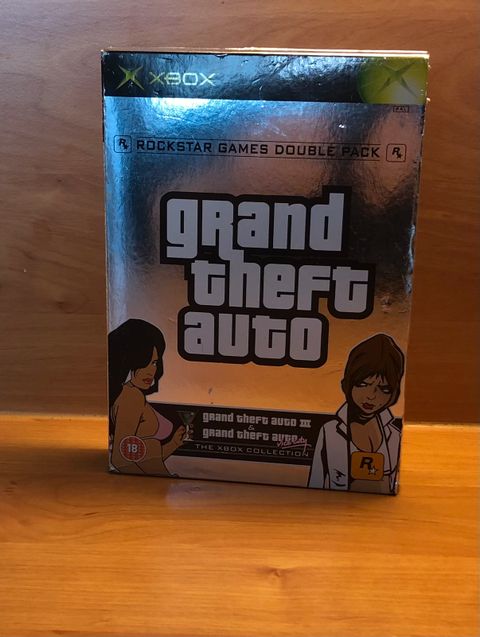 XBOX
PAL
R★ ROCKSTAR GAMES DOUBLE PACK R★
grand
theft
auto
grand theft auto III
&
grand theft auto Vice City
THE XBOX COLLECTION
18
R★